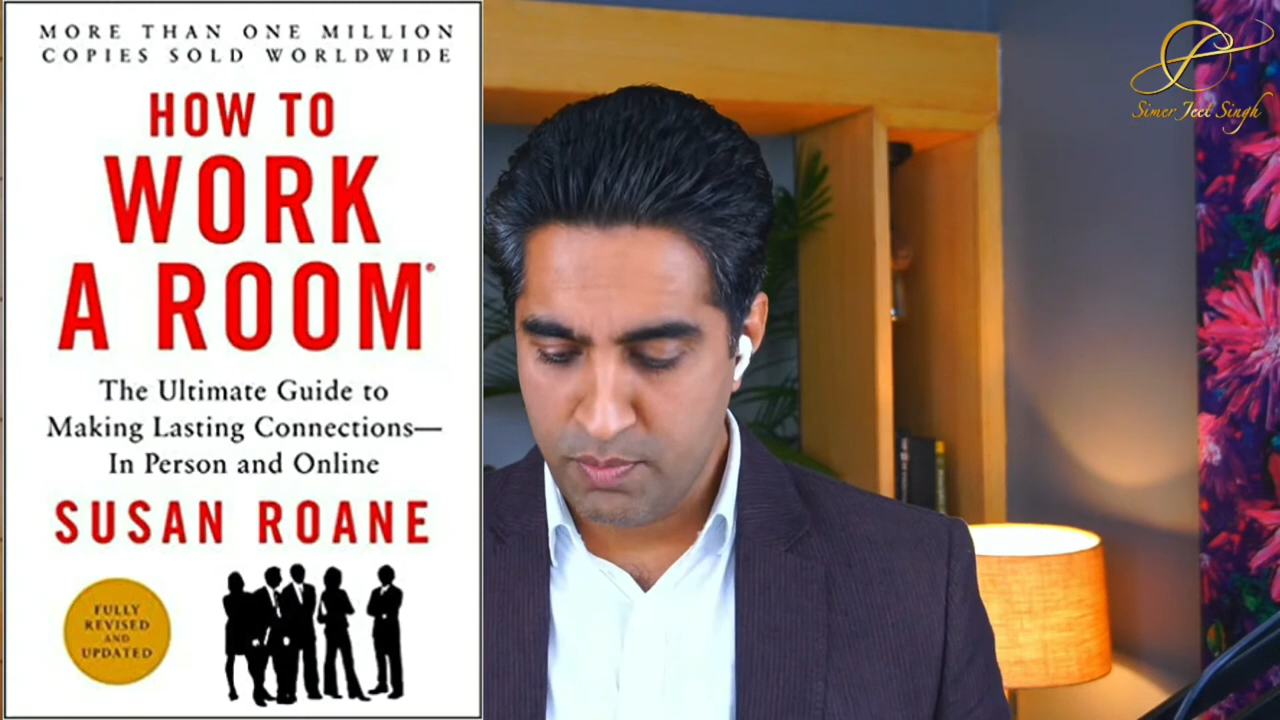 MORE THAN ONE MILLION
COPIES SOLD WORLDWIDE
HOW TO
WORK
A ROOM®
The Ultimate Guide to
Making Lasting Connections—
In Person and Online
SUSAN ROANE
FULLY
REVISED
AND
UPDATED
Simer Jeet Singh